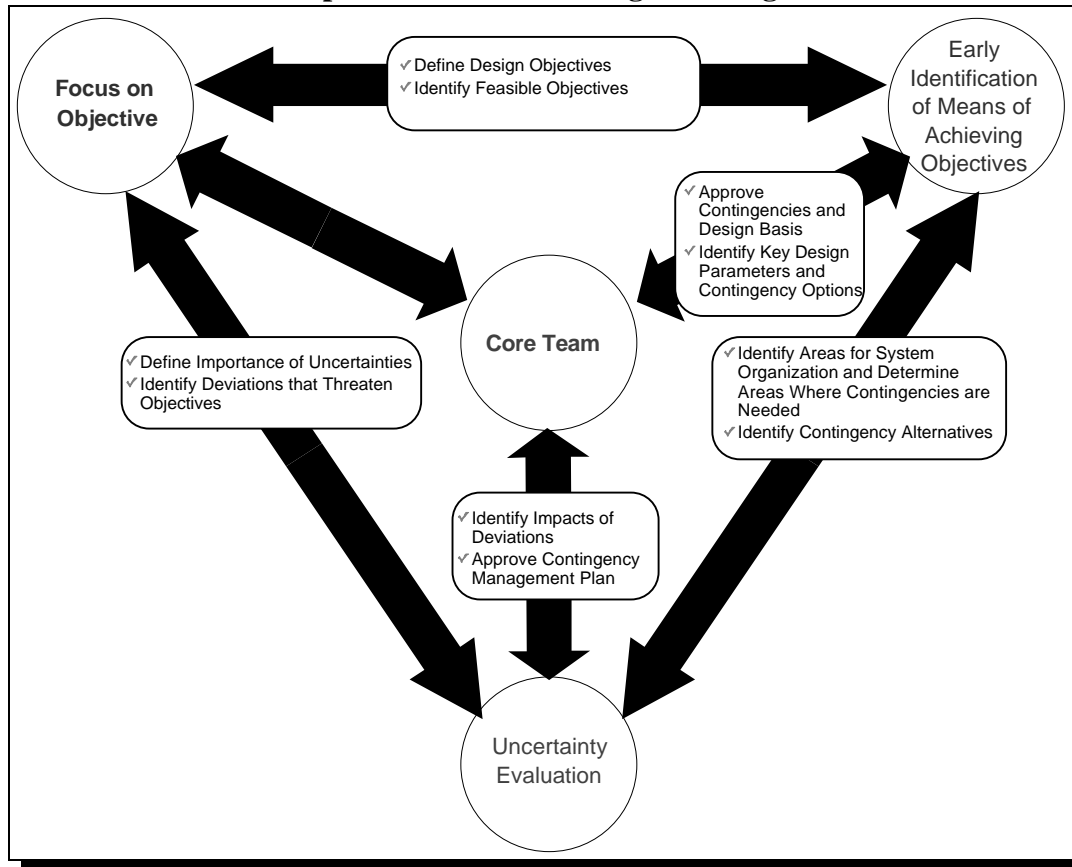 Define Design Objectives
Identify Feasible Objectives
Focus on
Objective
Early
Identification
of Means of
Achieving
Objectives
Approve
Contingencies and
Design Basis
Identify Key Design
Parameters and
Contingency Options
Core Team
Define Importance of Uncertainties
Identify Deviations that Threaten
Objectives
Identify Areas for System
Organization and Determine
Areas Where Contingencies are
Needed
Identify Contingency Alternatives
Identify Impacts of
Deviations
Approve Contingency
Management Plan
Uncertainty
Evaluation